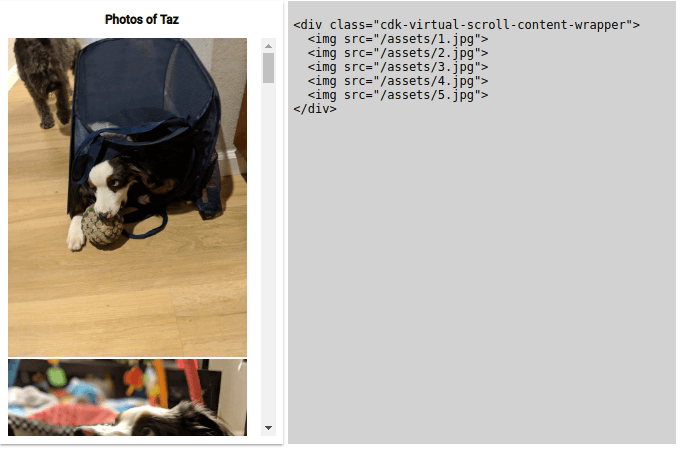 Photos of Taz
<div class="cdk-virtual-scroll-content-wrapper">
  <img src="/assets/1.jpg">
  <img src="/assets/2.jpg">
  <img src="/assets/3.jpg">
  <img src="/assets/4.jpg">
  <img src="/assets/5.jpg">
</div>